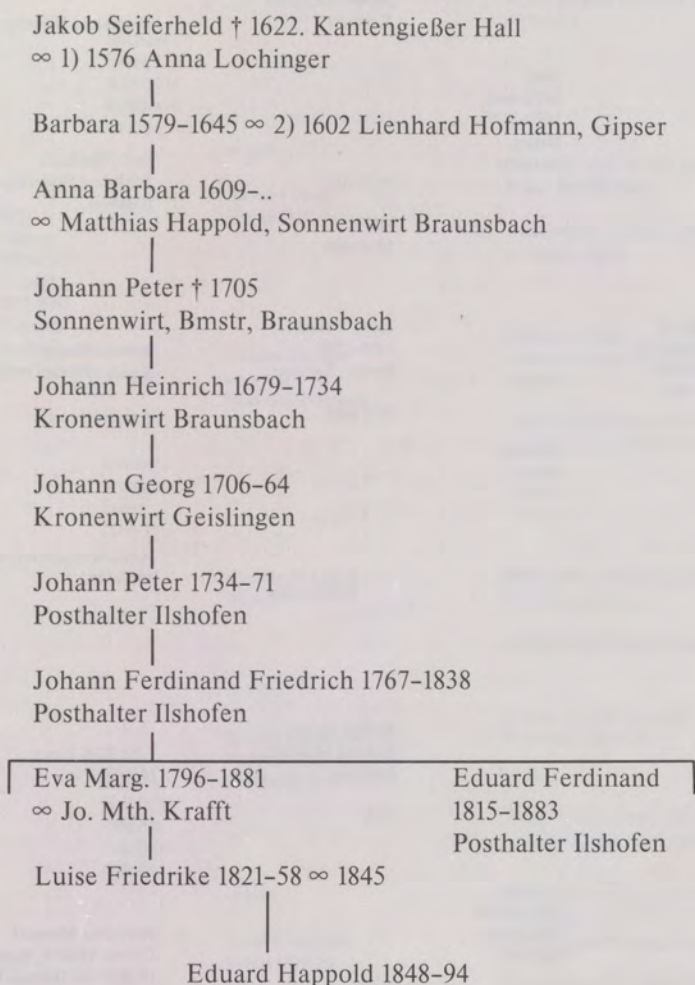 Jakob Seiferheld † 1622. Kantengießer Hall
∞ 1) 1576 Anna Lochinger
Barbara 1579–1645 ∞ 2) 1602 Lienhard Hofmann, Gipser
Anna Barbara 1609–..
∞ Matthias Happold, Sonnenwirt Braunsbach
Johann Peter † 1705
Sonnenwirt, Bmstr, Braunsbach
Johann Heinrich 1679–1734
Kronenwirt Braunsbach
Johann Georg 1706–64
Kronenwirt Geislingen
Johann Peter 1734–71
Posthalter Ilshofen
Johann Ferdinand Friedrich 1767–1838
Posthalter Ilshofen
Eva Marg. 1796–1881
∞ Jo. Mth. Krafft
Eduard Ferdinand
1815–1883
Posthalter Ilshofen
Luise Friedrike 1821–58 ∞ 1845
Eduard Happold 1848–94